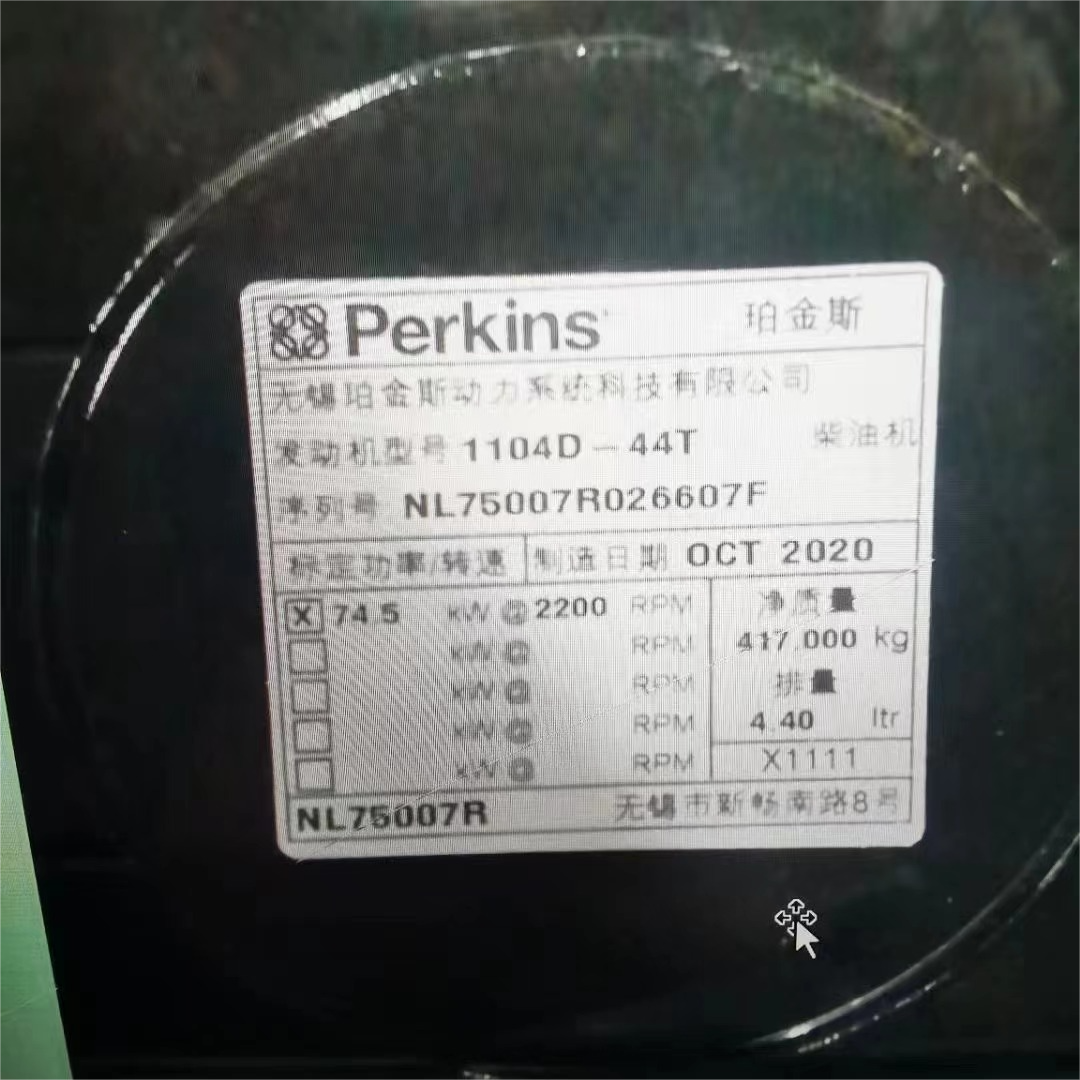 Perkins 珀金斯
无锡珀金斯动力系统科技有限公司
发动机型号 1104D-44T 柴油机
序列号 NL75007R026607F
标定功率/转速 制造日期 OCT 2020
X 74.5 kW @ 2200 RPM 净质量
kW @ RPM 417.000 kg
kW @ RPM 排量
kW @ RPM 4.40 ltr
kW @ RPM X1111
NL75007R 无锡市新畅南路8号